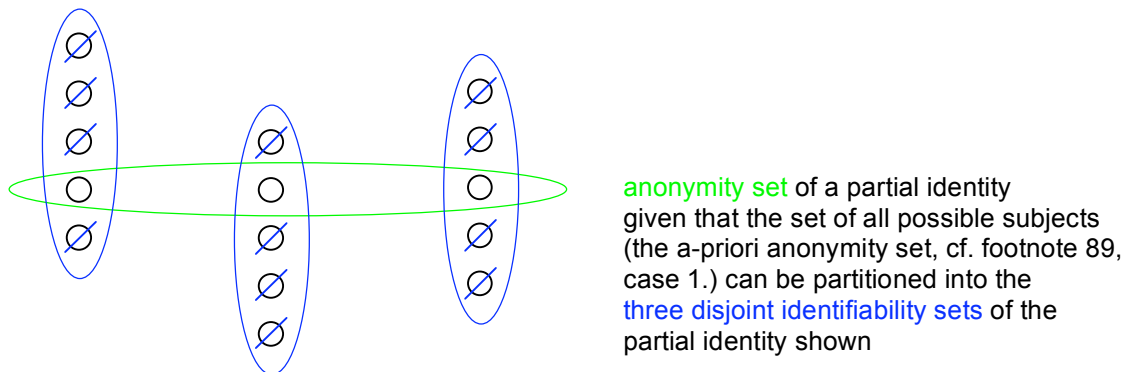 anonymity set of a partial identity
given that the set of all possible subjects
(the a-priori anonymity set, cf. footnote 89,
case 1.) can be partitioned into the
three disjoint identifiability sets of the
partial identity shown